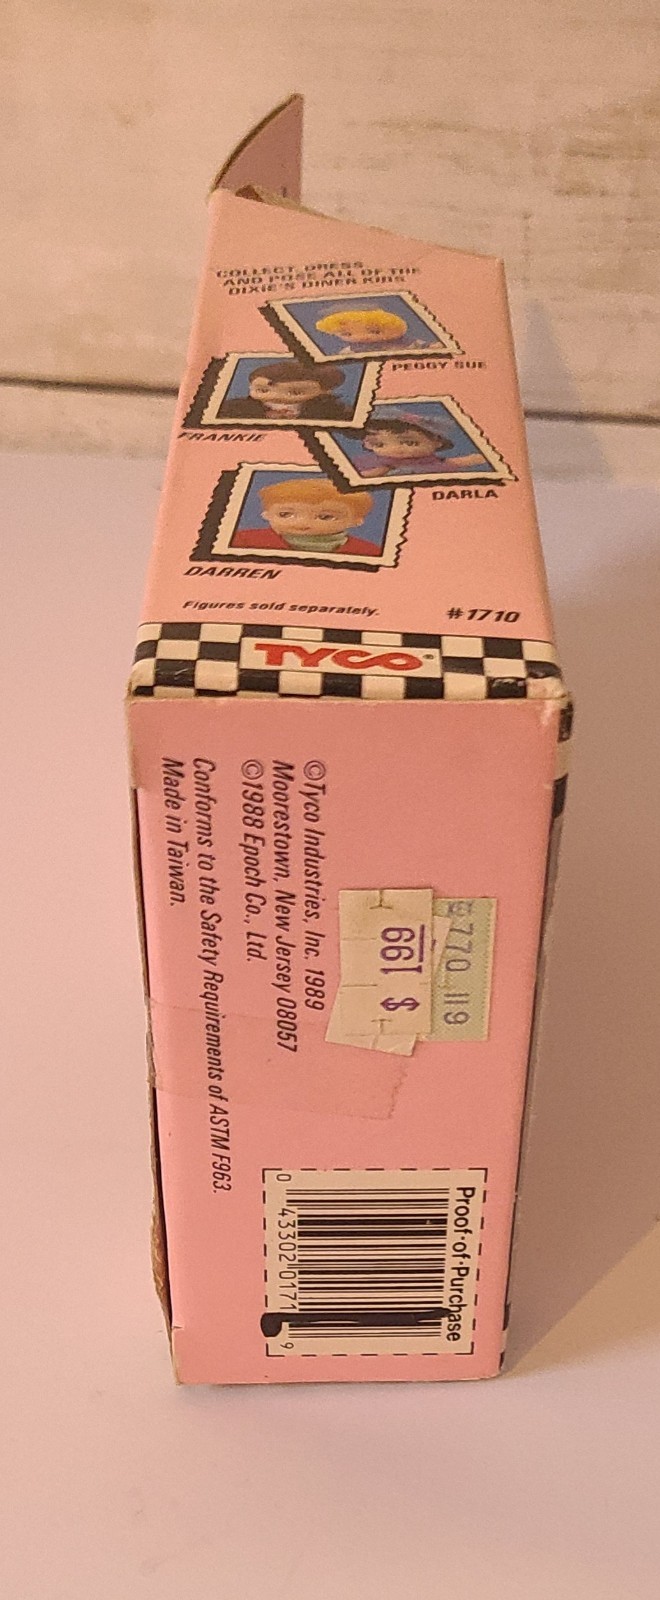 COLLECT, DRESS
AND POSE ALL OF THE
DIXIE'S DINER KIDS
PEGGY SUE
FRANKIE
DARLA
DARREN
Figures sold separately.
#1710
TYCO®
©Tyco Industries, Inc. 1989
Moorestown, New Jersey 08057
©1988 Epoch Co., Ltd.
Conforms to the Safety Requirements of ASTM F963.
Made in Taiwan.
770 119
$ 199
Proof-of-Purchase
0 43302 0171 9